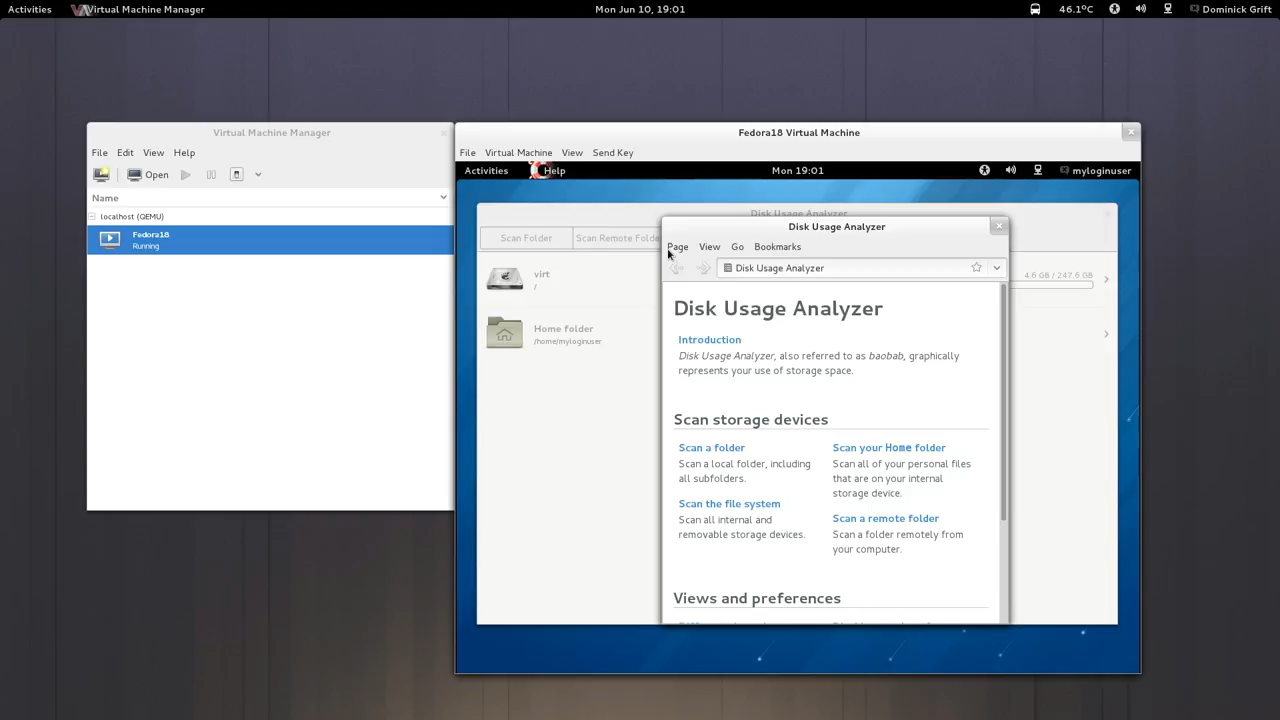 Activities Virtual Machine Manager Mon Jun 10, 19:01 46.1ºC Dominick Grift
Virtual Machine Manager
File Edit View Help
Open
Name
localhost (QEMU)
Fedora18
Running
Fedora18 Virtual Machine
File Virtual Machine View Send Key
Activities Help Mon 19:01 myloginuser
Disk Usage Analyzer
Scan Folder Scan Remote Folde
virt
/
4.6 GB / 247.6 GB
Home folder
/home/myloginuser
Disk Usage Analyzer
Page View Go Bookmarks
Disk Usage Analyzer
Disk Usage Analyzer
Introduction
Disk Usage Analyzer, also referred to as baobab, graphically
represents your use of storage space.
Scan storage devices
Scan a folder
Scan a local folder, including
all subfolders.
Scan the file system
Scan all internal and
removable storage devices.
Scan your Home folder
Scan all of your personal files
that are on your internal
storage device.
Scan a remote folder
Scan a folder remotely from
your computer.
Views and preferences